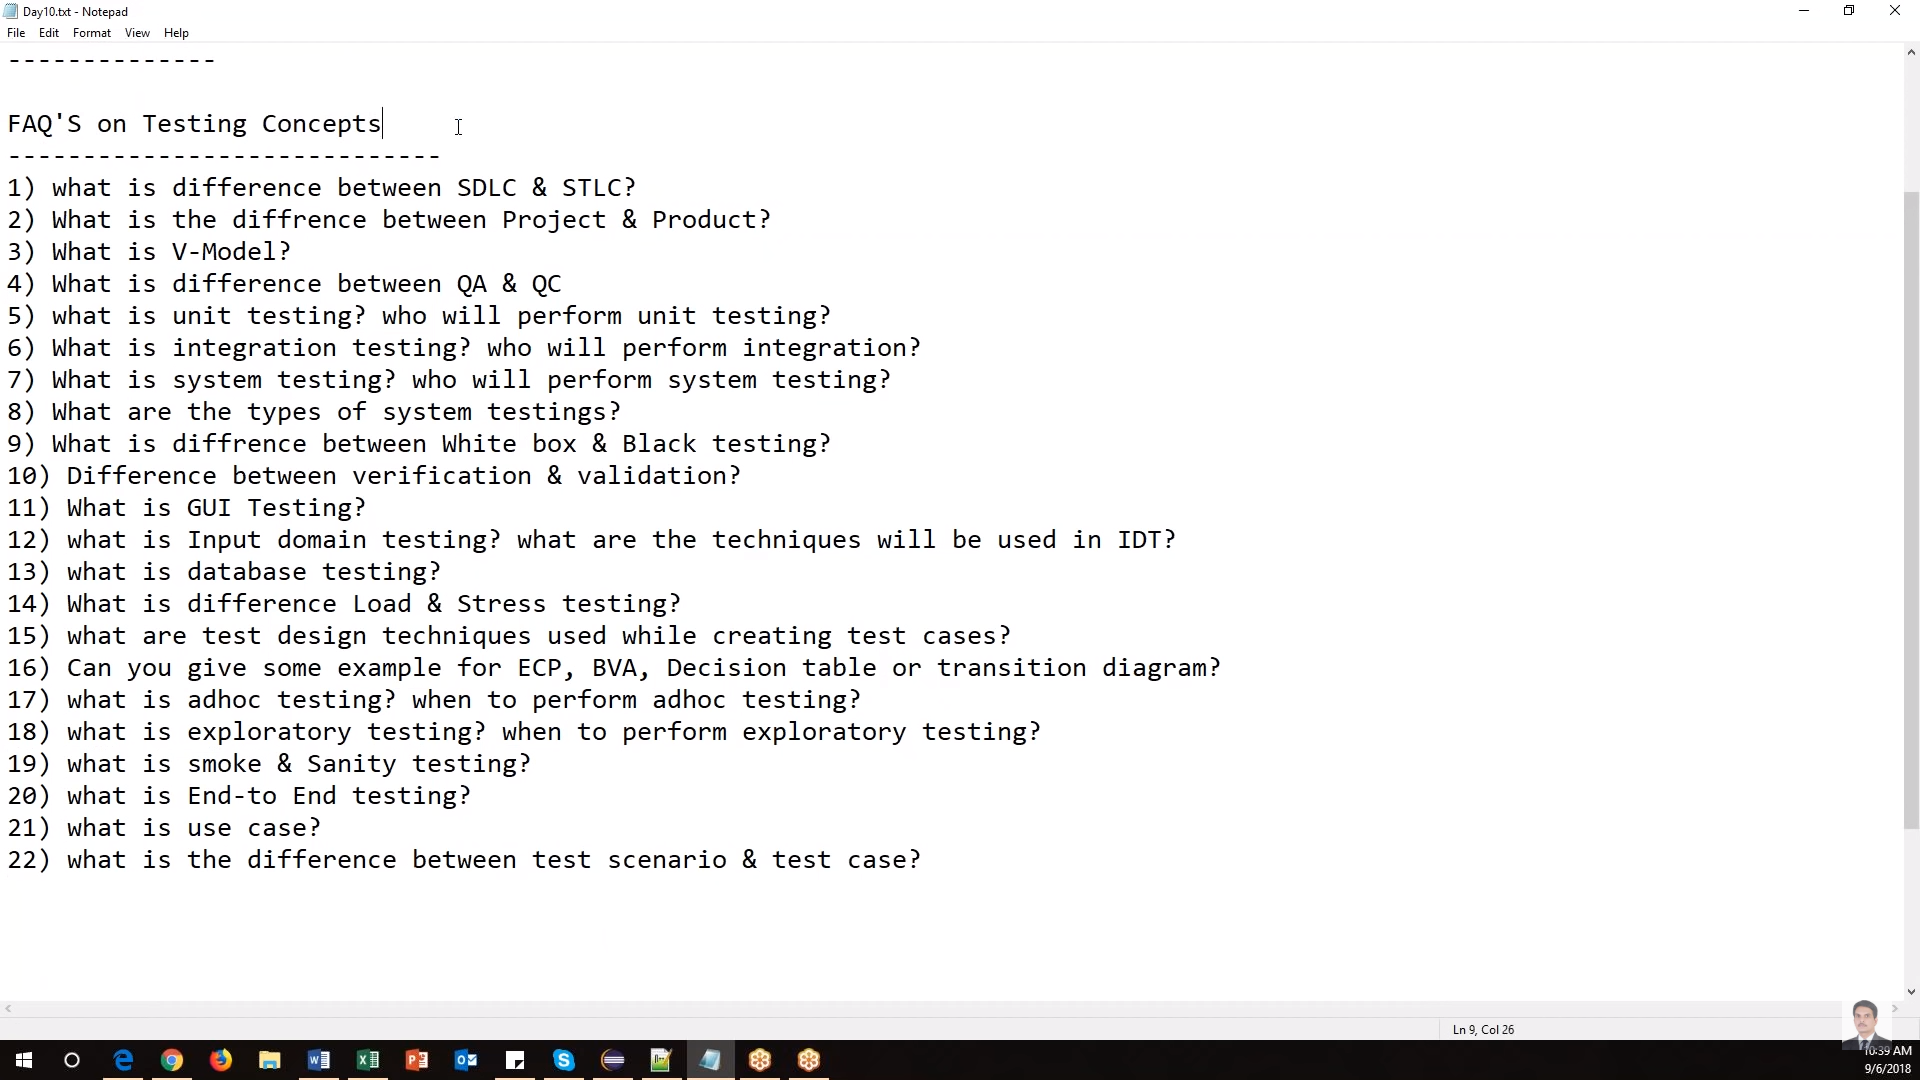 Day10.txt - Notepad
File Edit Format View Help
--------------
FAQ'S on Testing Concepts
-----------------------------
1) what is difference between SDLC & STLC?
2) What is the diffrence between Project & Product?
3) What is V-Model?
4) What is difference between QA & QC
5) what is unit testing? who will perform unit testing?
6) What is integration testing? who will perform integration?
7) What is system testing? who will perform system testing?
8) What are the types of system testings?
9) What is diffrence between White box & Black testing?
10) Difference between verification & validation?
11) What is GUI Testing?
12) what is Input domain testing? what are the techniques will be used in IDT?
13) what is database testing?
14) What is difference Load & Stress testing?
15) what are test design techniques used while creating test cases?
16) Can you give some example for ECP, BVA, Decision table or transition diagram?
17) what is adhoc testing? when to perform adhoc testing?
18) what is exploratory testing? when to perform exploratory testing?
19) what is smoke & Sanity testing?
20) what is End-to End testing?
21) what is use case?
22) what is the difference between test scenario & test case?
Ln 9, Col 26
10:39 AM
9/6/2018